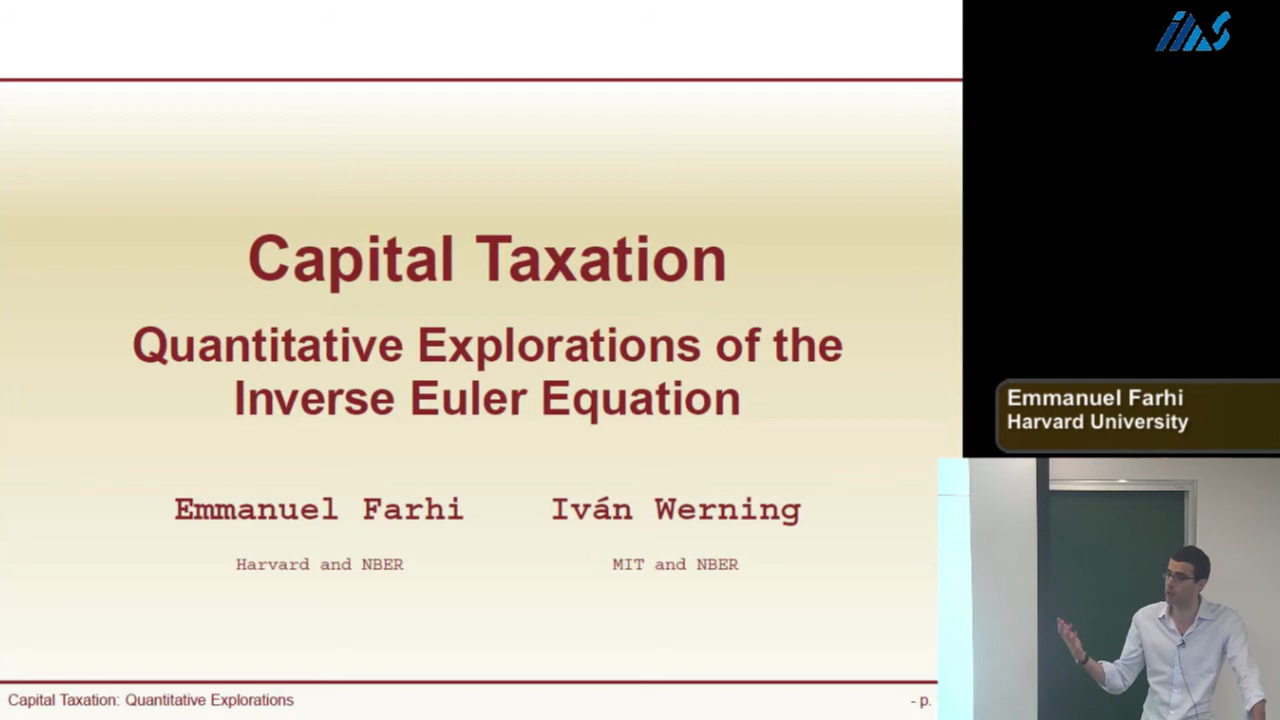 IAS
Capital Taxation
Quantitative Explorations of the
Inverse Euler Equation
Emmanuel Farhi
Harvard and NBER
Iván Werning
MIT and NBER
Capital Taxation: Quantitative Explorations
- p.
Emmanuel Farhi
Harvard University